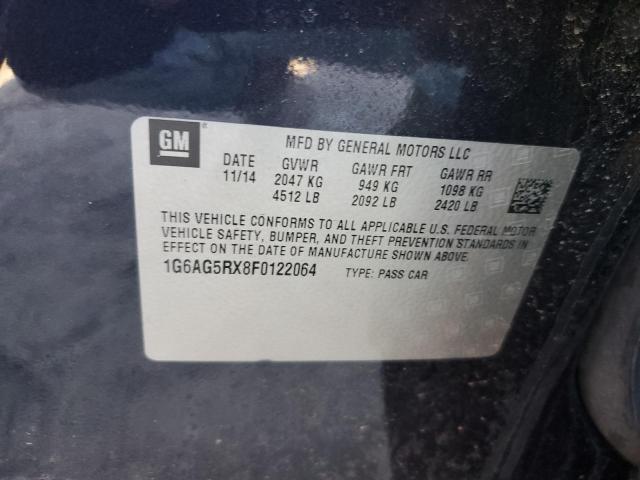 GM MFD BY GENERAL MOTORS LLC
DATE GVWR GAWR FRT GAWR RR
11/14 2047 KG 949 KG 1098 KG
4512 LB 2092 LB 2420 LB
THIS VEHICLE CONFORMS TO ALL APPLICABLE U.S. FEDERAL MOTOR
VEHICLE SAFETY, BUMPER, AND THEFT PREVENTION STANDARDS IN
EFFECT ON THE DATE OF MANUFACTURE SHOWN ABOVE.
1G6AG5RX8F0122064 TYPE: PASS CAR